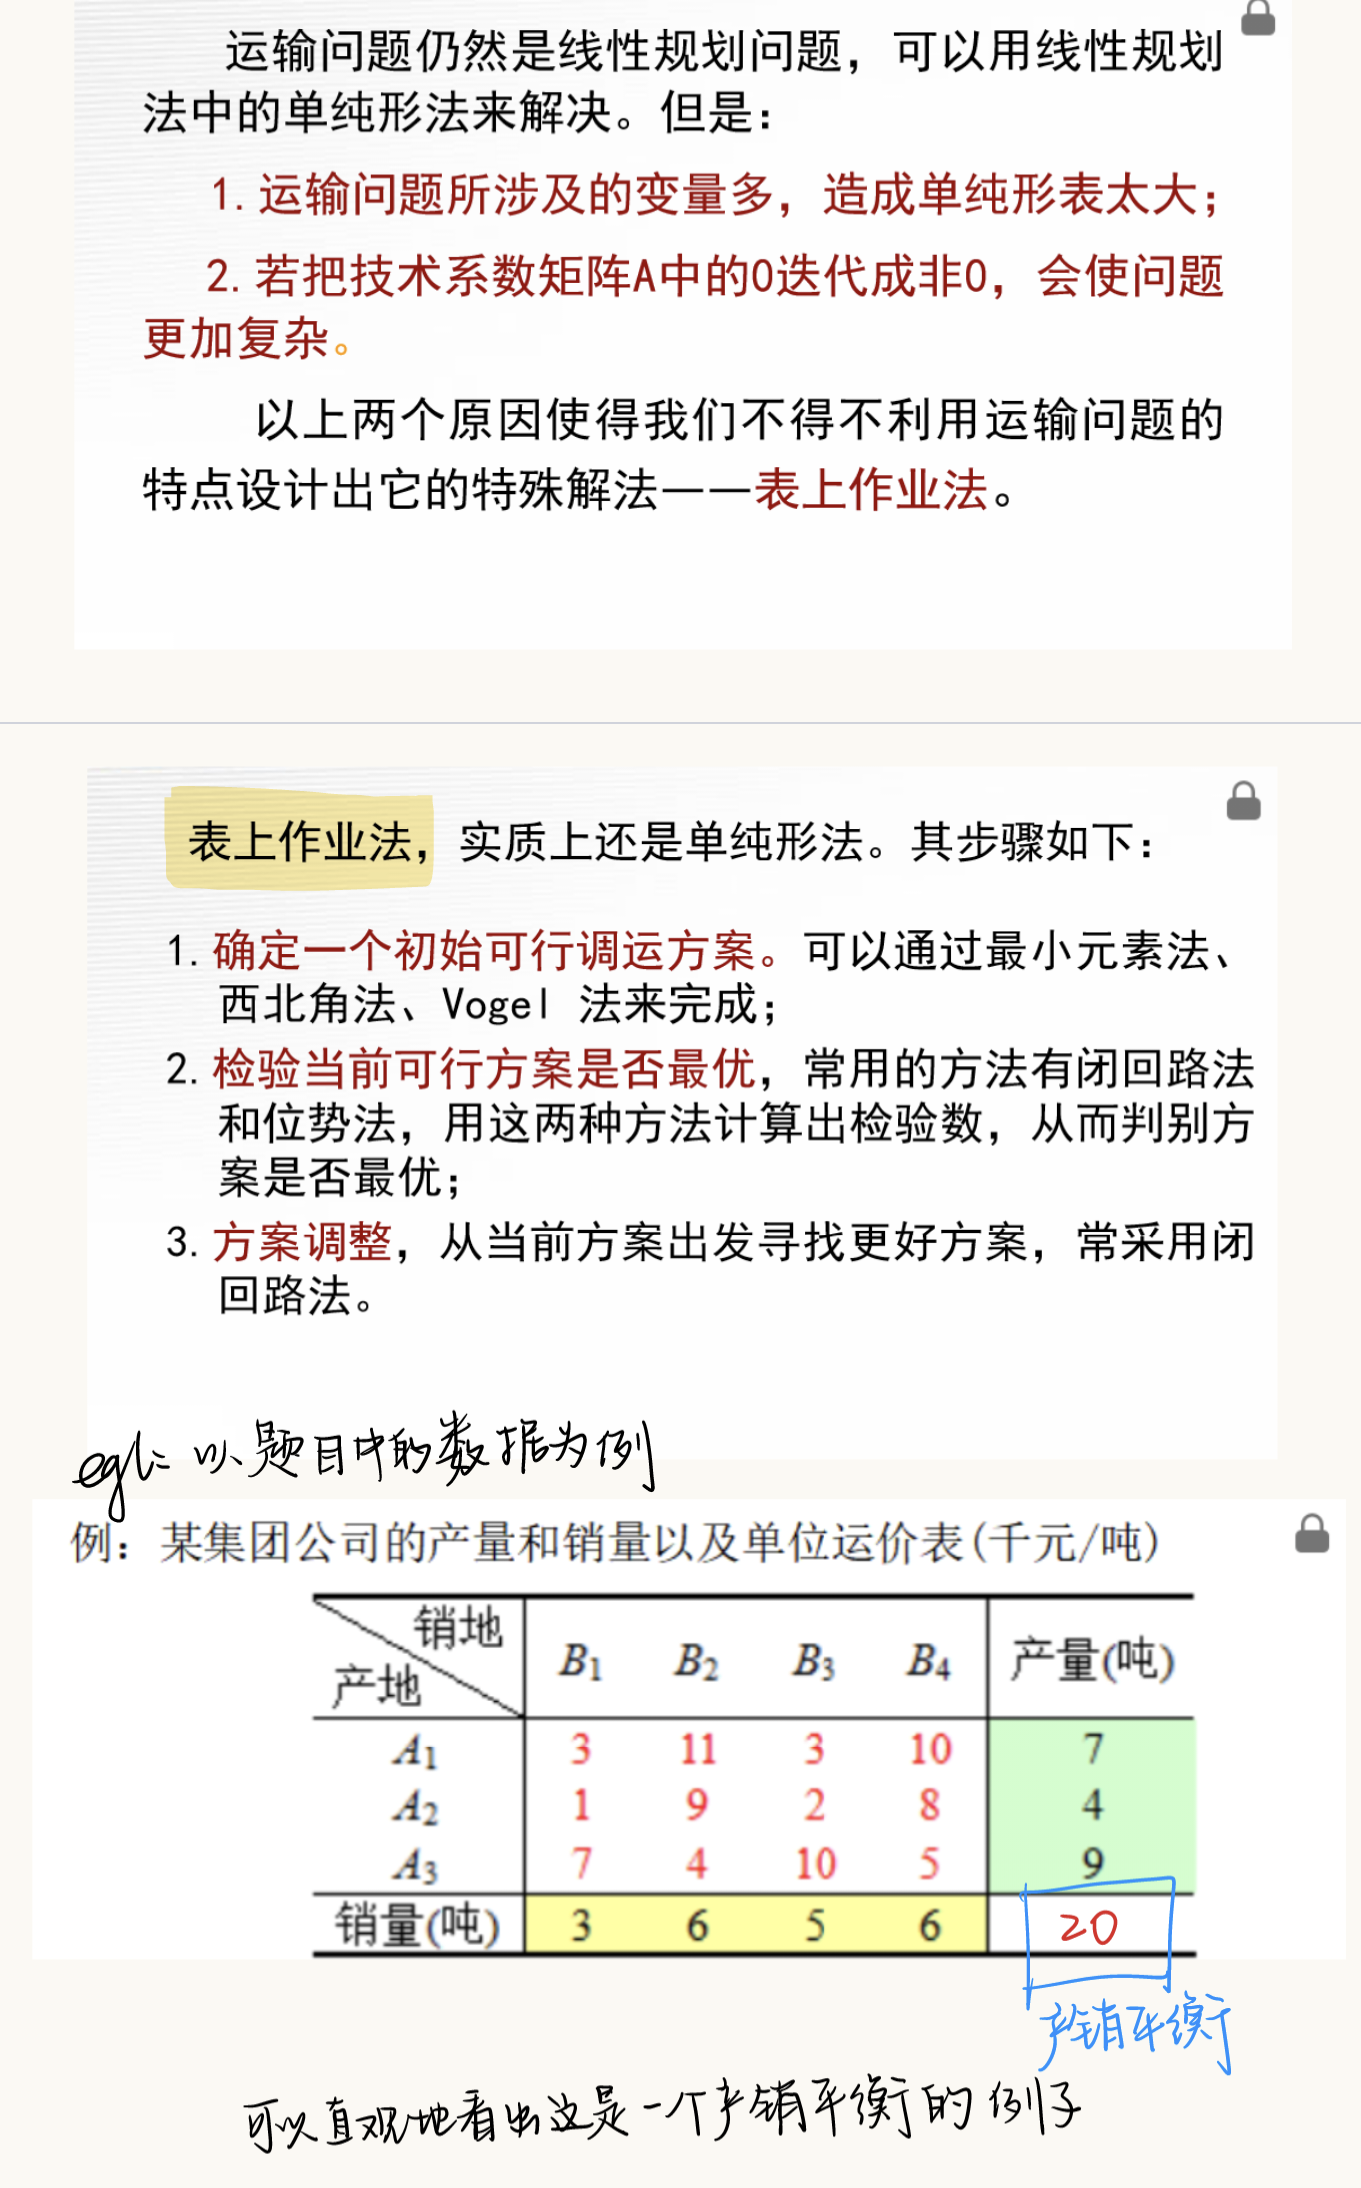 运输问题仍然是线性规划问题，可以用线性规划
法中的单纯形法来解决。但是：
1. 运输问题所涉及的变量多，造成单纯形表太大；
2. 若把技术系数矩阵A中的0迭代成非0，会使问题
更加复杂。
以上两个原因使得我们不得不利用运输问题的
特点设计出它的特殊解法——表上作业法。
表上作业法，实质上还是单纯形法。其步骤如下：
1. 确定一个初始可行调运方案。可以通过最小元素法、
西北角法、Vogel 法来完成；
2. 检验当前可行方案是否最优，常用的方法有闭回路法
和位势法，用这两种方法计算出检验数，从而判别方
案是否最优；
3. 方案调整，从当前方案出发寻找更好方案，常采用闭
回路法。
eg1: 以题目中的数据为例
例：某集团公司的产量和销量以及单位运价表(千元/吨)
销地
产地
B1 B2 B3 B4 产量(吨)
A1 3 11 3 10 7
A2 1 9 2 8 4
A3 7 4 10 5 9
销量(吨) 3 6 5 6 20
产销平衡
可以直观地看出这是一个产销平衡的例子